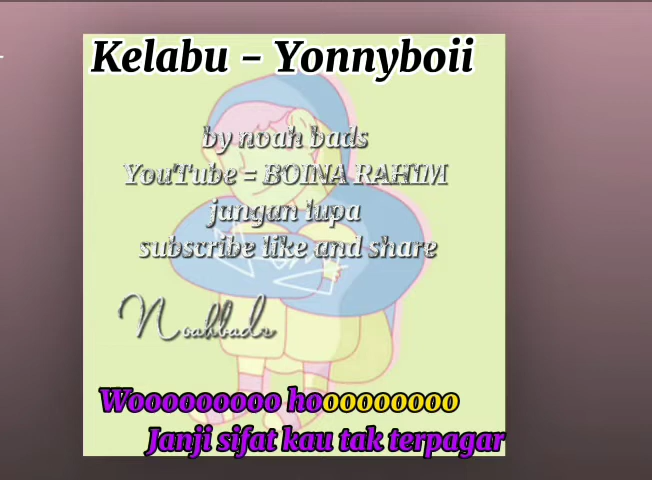 Kelabu - Yonnyboii
by noah bads
YouTube = BOINA RAHIM
jangan lupa
subscribe like and share
Noahbads
Wooooooooo hooooooooo
Janji sifat kau tak terpagar